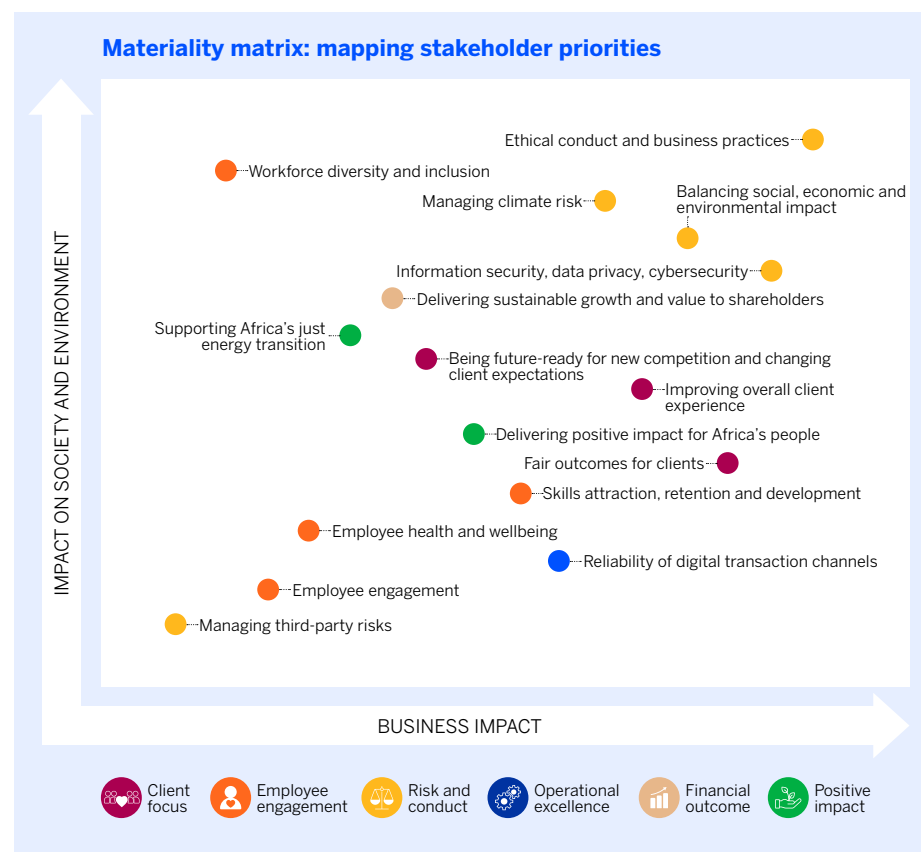 Materiality matrix: mapping stakeholder priorities
IMPACT ON SOCIETY AND ENVIRONMENT
Ethical conduct and business practices
Workforce diversity and inclusion
Managing climate risk
Balancing social, economic and
environmental impact
Information security, data privacy, cybersecurity
Delivering sustainable growth and value to shareholders
Supporting Africa’s just
energy transition
Being future-ready for new competition and changing
client expectations
Improving overall client
experience
Delivering positive impact for Africa’s people
Fair outcomes for clients
Skills attraction, retention and development
Employee health and wellbeing
Reliability of digital transaction channels
Employee engagement
Managing third-party risks
BUSINESS IMPACT
Client
focus
Employee
engagement
Risk and
conduct
Operational
excellence
Financial
outcome
Positive
impact